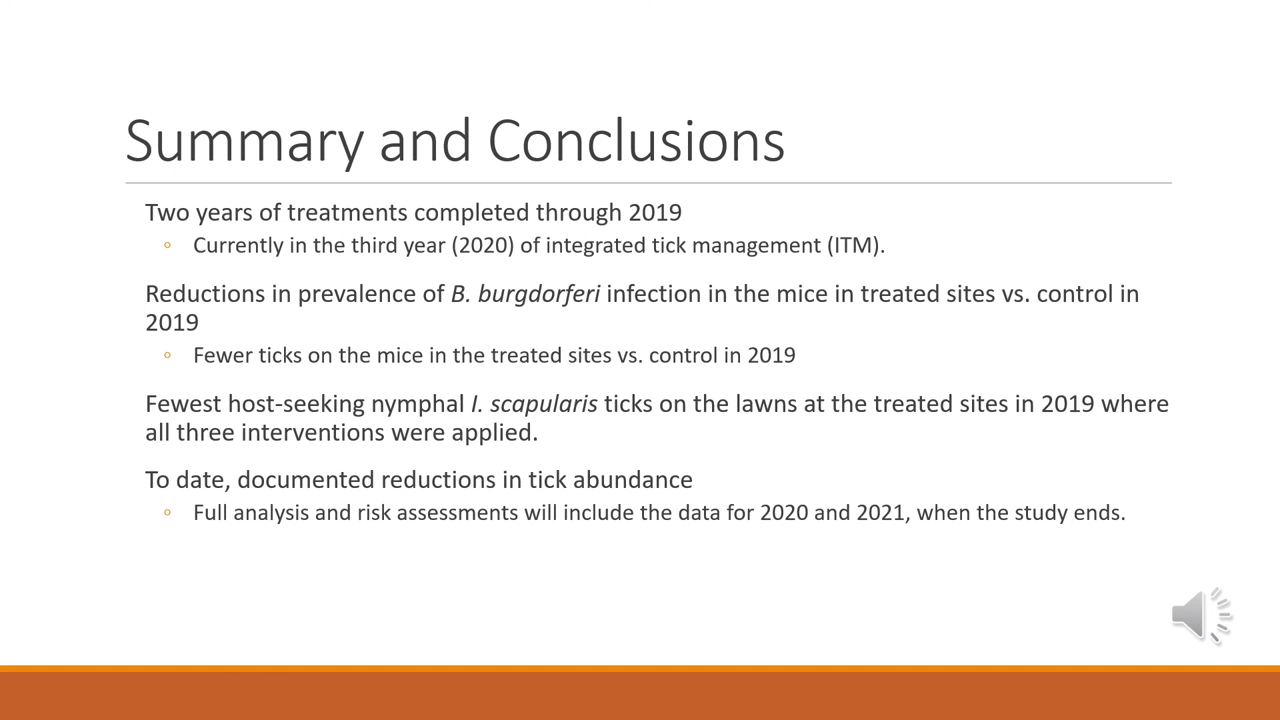 Summary and Conclusions
Two years of treatments completed through 2019
◦ Currently in the third year (2020) of integrated tick management (ITM).
Reductions in prevalence of B. burgdorferi infection in the mice in treated sites vs. control in
2019
◦ Fewer ticks on the mice in the treated sites vs. control in 2019
Fewest host-seeking nymphal I. scapularis ticks on the lawns at the treated sites in 2019 where
all three interventions were applied.
To date, documented reductions in tick abundance
◦ Full analysis and risk assessments will include the data for 2020 and 2021, when the study ends.